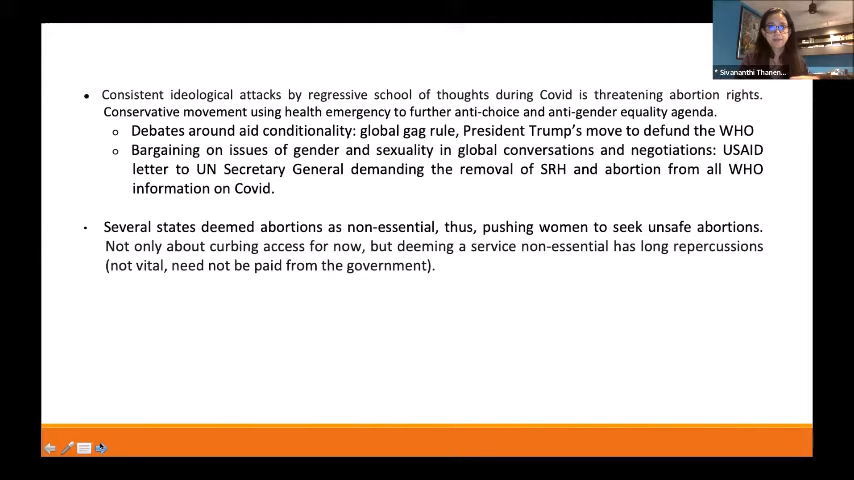 * Sivananthi Thanen...
• Consistent ideological attacks by regressive school of thoughts during Covid is threatening abortion rights.
Conservative movement using health emergency to further anti-choice and anti-gender equality agenda.
o Debates around aid conditionality: global gag rule, President Trump's move to defund the WHO
o Bargaining on issues of gender and sexuality in global conversations and negotiations: USAID
letter to UN Secretary General demanding the removal of SRH and abortion from all WHO
information on Covid.
• Several states deemed abortions as non-essential, thus, pushing women to seek unsafe abortions.
Not only about curbing access for now, but deeming a service non-essential has long repercussions
(not vital, need not be paid from the government).